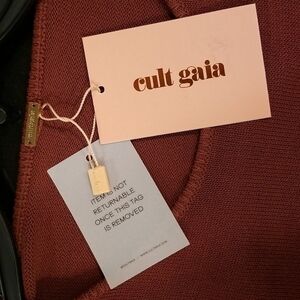 cult gaia
ITEM IS NOT
RETURNABLE
ONCE THIS TAG
IS REMOVED